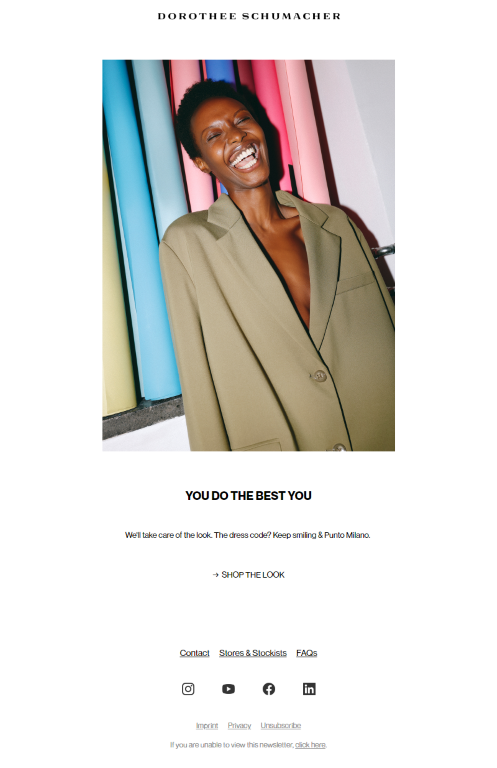 DOROTHEE SCHUMACHER
YOU DO THE BEST YOU
We'll take care of the look. The dress code? Keep smiling & Punto Milano.
→ SHOP THE LOOK
Contact Stores & Stockists FAQs
Imprint Privacy Unsubscribe
If you are unable to view this newsletter, click here.